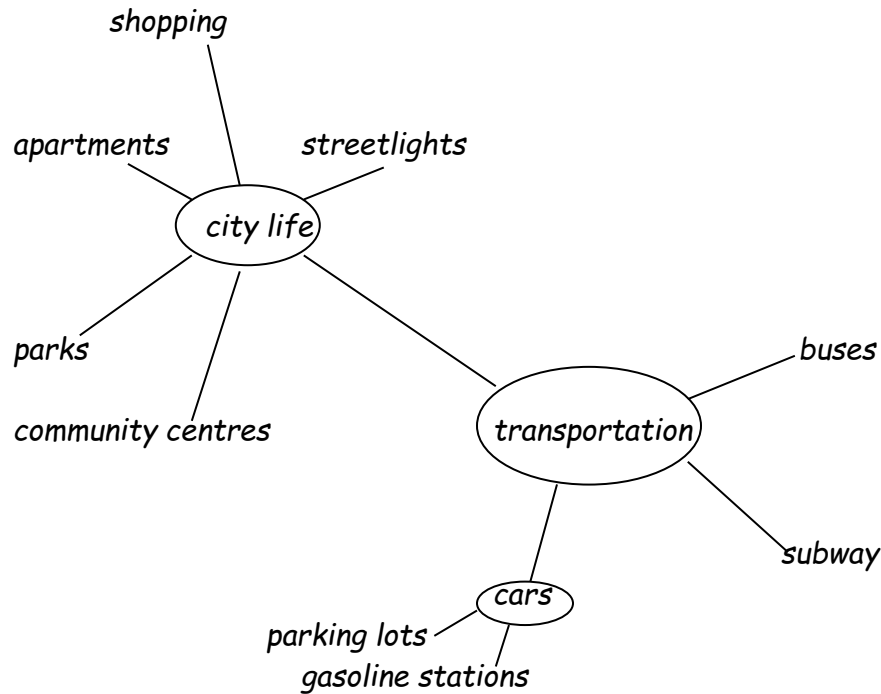 shopping
apartments
streetlights
city life
parks
buses
community centres
transportation
subway
cars
parking lots
gasoline stations